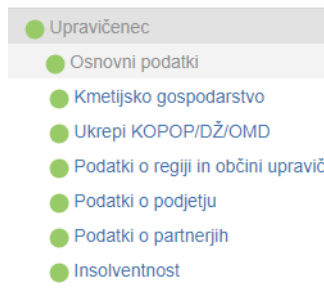 Upravičenec
Osnovni podatki
Kmetijsko gospodarstvo
Ukrepi KOPOP/DŽ/OMD
Podatki o regiji in občini upravič
Podatki o podjetju
Podatki o partnerjih
Insolventnost